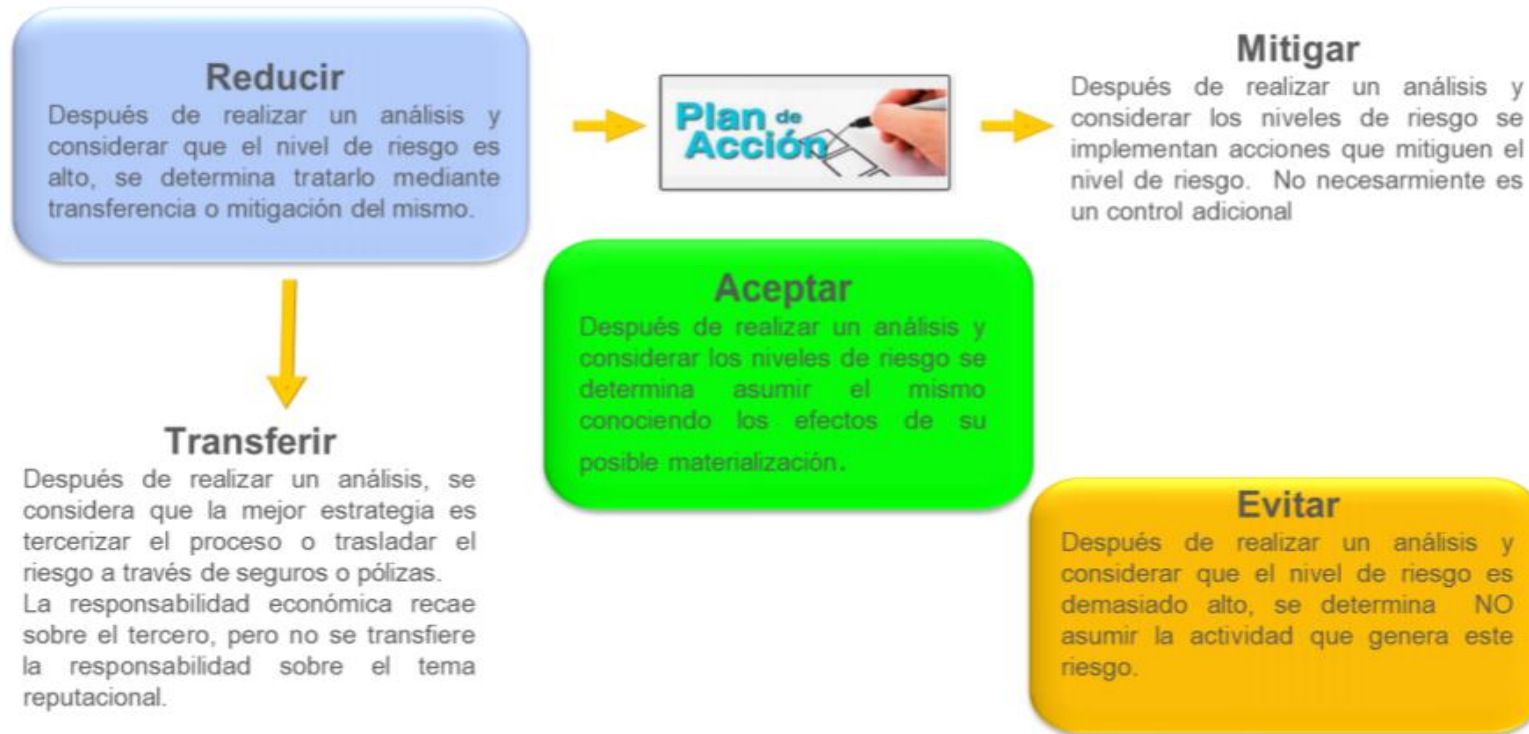 Reducir
Después de realizar un análisis y
considerar que el nivel de riesgo es
alto, se determina tratarlo mediante
transferencia o mitigación del mismo.
Plan de
Acción
Mitigar
Después de realizar un análisis y
considerar los niveles de riesgo se
implementan acciones que mitiguen el
nivel de riesgo. No necesarmiente es
un control adicional
Aceptar
Después de realizar un análisis y
considerar los niveles de riesgo se
determina asumir el mismo
conociendo los efectos de su
posible materialización.
Transferir
Después de realizar un análisis, se
considera que la mejor estrategia es
tercerizar el proceso o trasladar el
riesgo a través de seguros o pólizas.
La responsabilidad económica recae
sobre el tercero, pero no se transfiere
la responsabilidad sobre el tema
reputacional.
Evitar
Después de realizar un análisis y
considerar que el nivel de riesgo es
demasiado alto, se determina NO
asumir la actividad que genera este
riesgo.